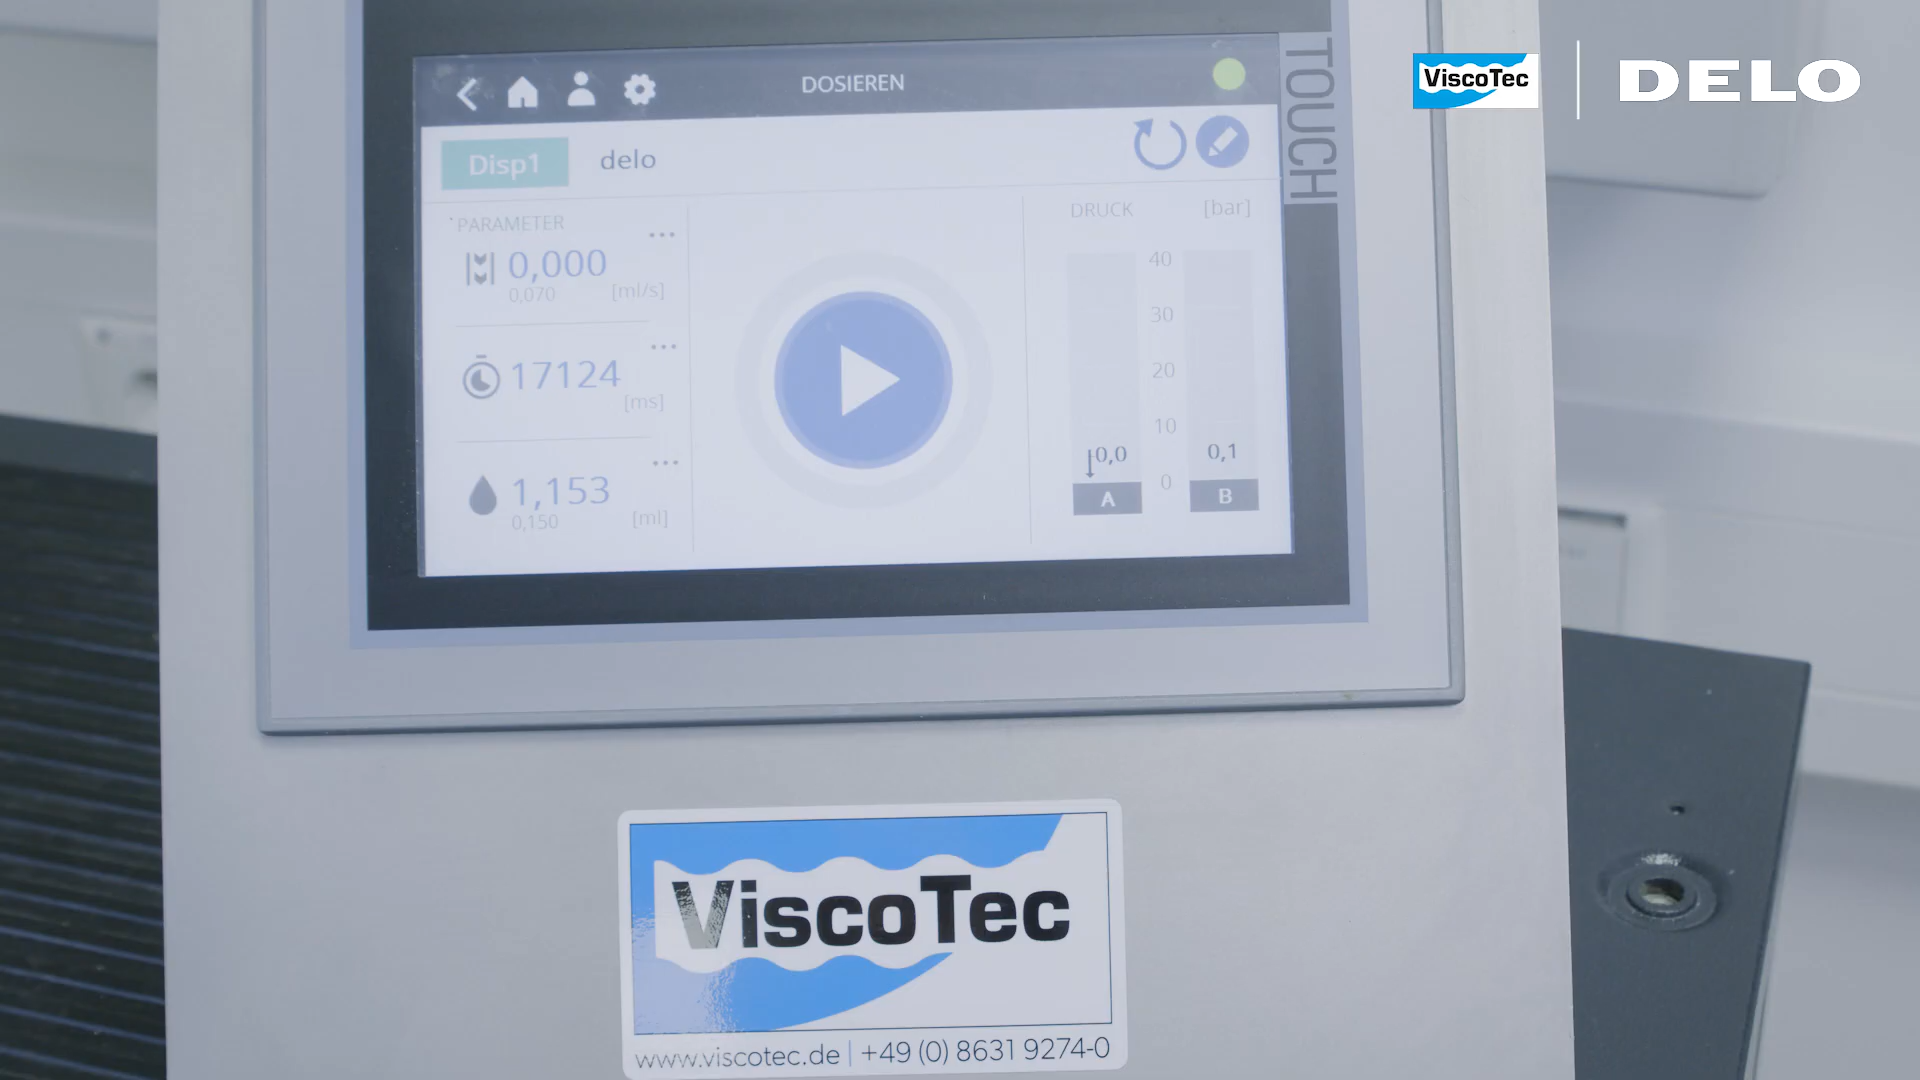 ViscoTec | DELO
DOSIEREN
TOUCH
Disp1 delo
PARAMETER
0,000
0,070 [ml/s]
17124
[ms]
1,153
0,150 [ml]
DRUCK [bar]
40
30
20
10
0
0,0 0,1
A B
ViscoTec
www.viscotec.de | +49 (0) 8631 9274-0